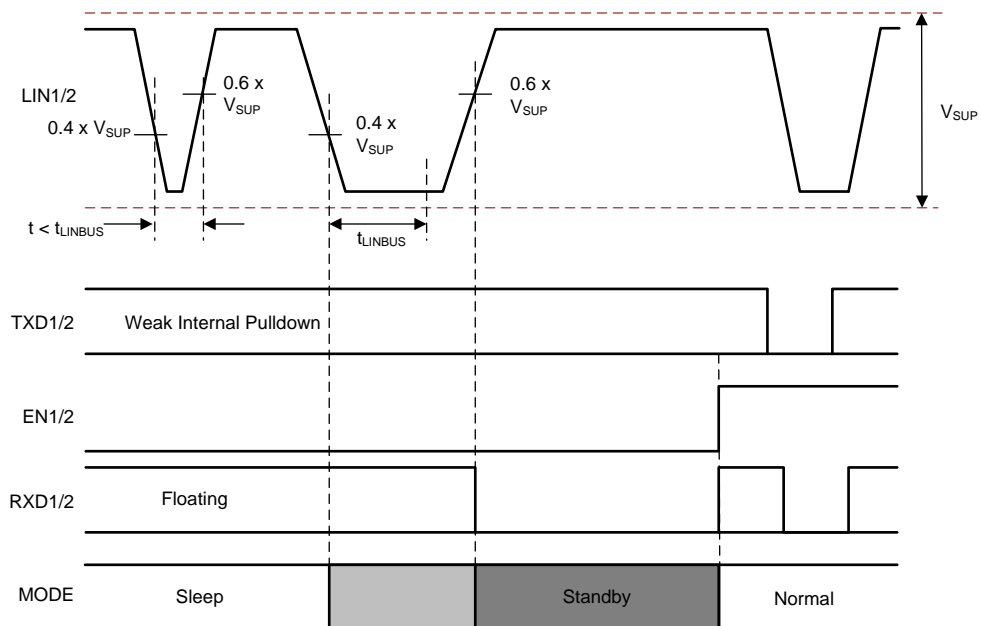 LIN1/2
0.6 x
VSUP
0.4 x VSUP
0.4 x
VSUP
0.6 x
VSUP
VSUP
t < tLINBUS
tLINBUS
TXD1/2
Weak Internal Pulldown
EN1/2
RXD1/2
Floating
MODE
Sleep
Standby
Normal